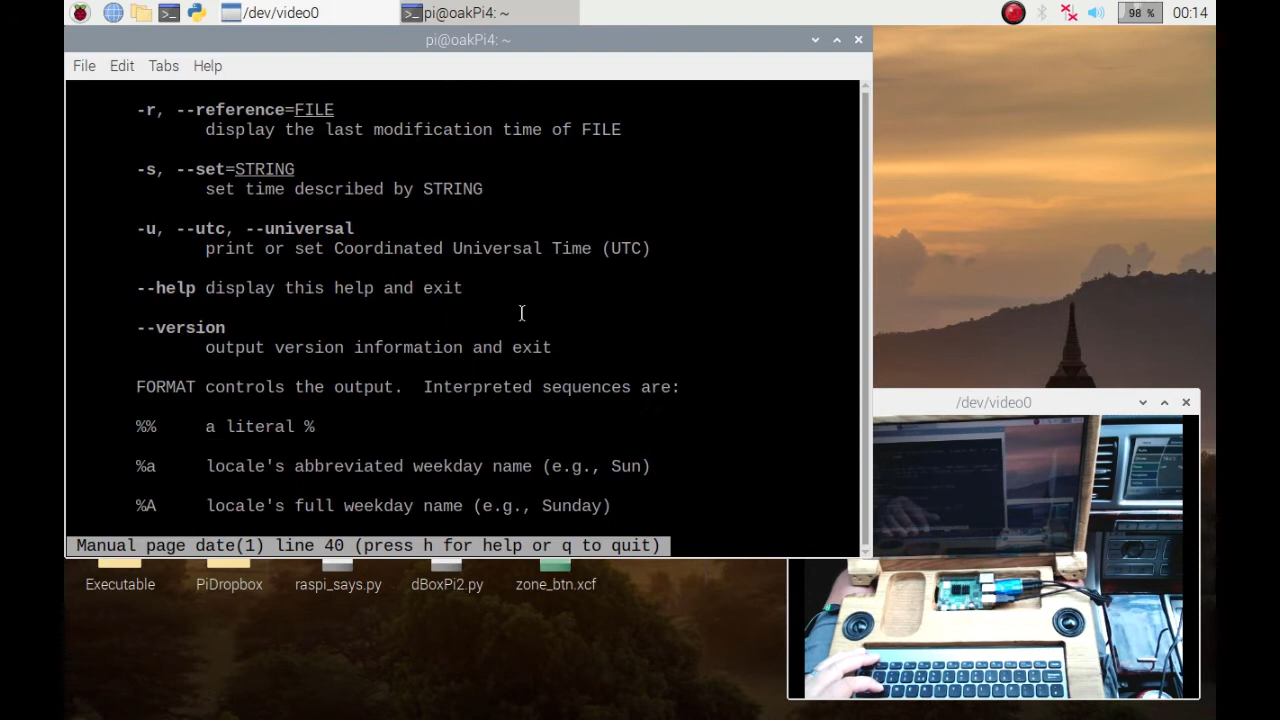 /dev/video0
pi@oakPi4: ~
98 %
00:14
pi@oakPi4: ~
File Edit Tabs Help
-r, --reference=FILE
display the last modification time of FILE
-s, --set=STRING
set time described by STRING
-u, --utc, --universal
print or set Coordinated Universal Time (UTC)
--help display this help and exit
--version
output version information and exit
FORMAT controls the output.  Interpreted sequences are:
%% a literal %
%a locale's abbreviated weekday name (e.g., Sun)
%A locale's full weekday name (e.g., Sunday)
Manual page date(1) line 40 (press h for help or q to quit)
/dev/video0
Executable
PiDropbox
raspi_says.py
dBoxPi2.py
zone_btn.xcf